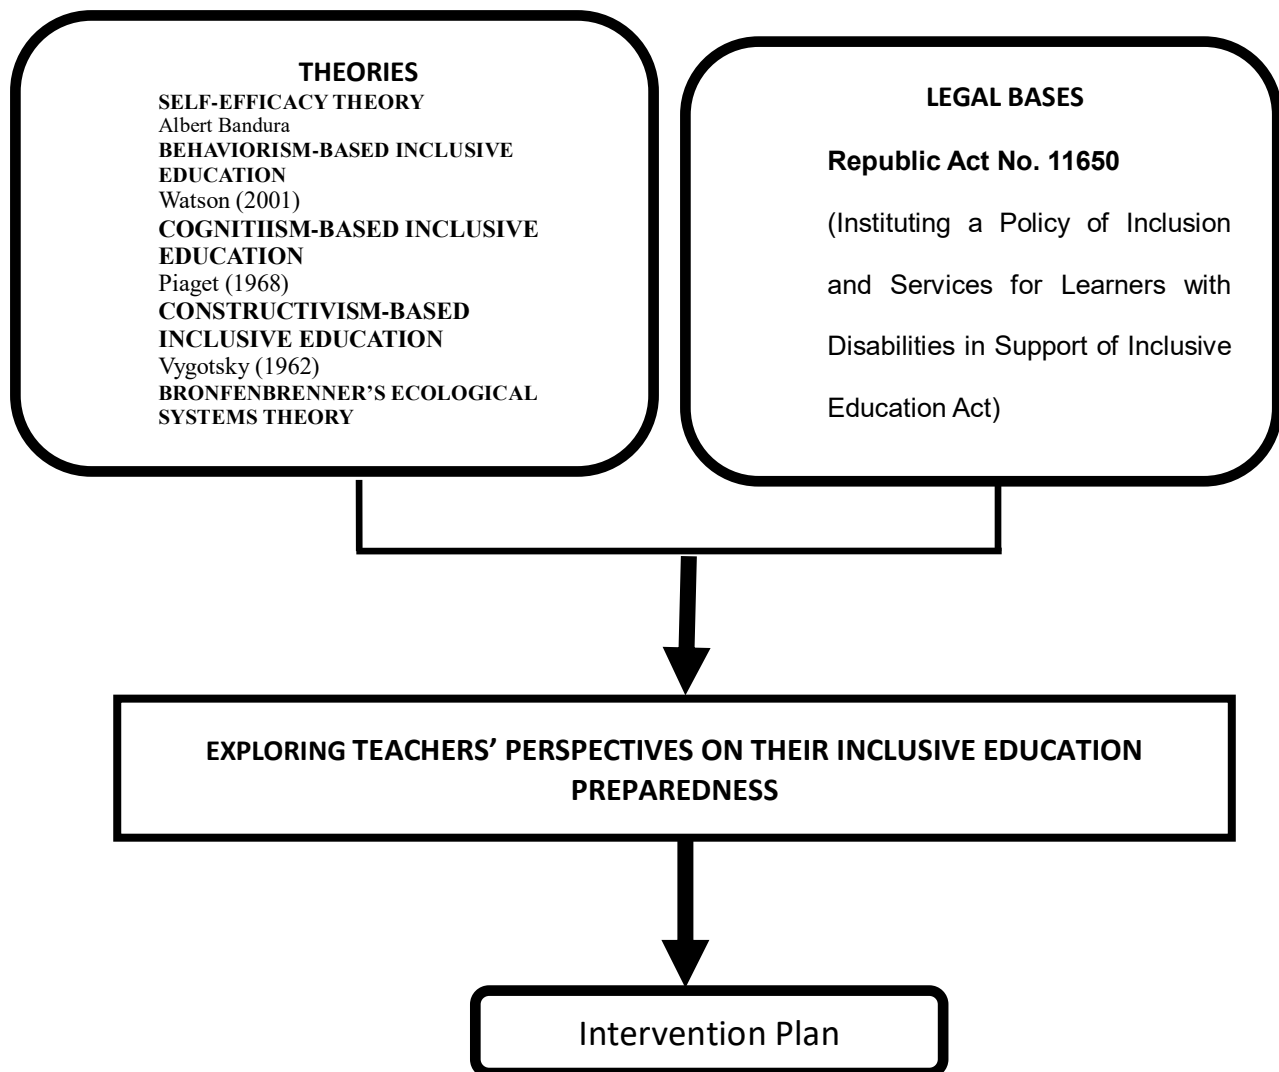 THEORIES
SELF-EFFICACY THEORY
Albert Bandura
BEHAVIORISM-BASED INCLUSIVE
EDUCATION
Watson (2001)
COGNITIISM-BASED INCLUSIVE
EDUCATION
Piaget (1968)
CONSTRUCTIVISM-BASED
INCLUSIVE EDUCATION
Vygotsky (1962)
BRONFENBRENNER’S ECOLOGICAL
SYSTEMS THEORY
LEGAL BASES
Republic Act No. 11650
(Instituting a Policy of Inclusion
and Services for Learners with
Disabilities in Support of Inclusive
Education Act)
EXPLORING TEACHERS’ PERSPECTIVES ON THEIR INCLUSIVE EDUCATION
PREPAREDNESS
Intervention Plan